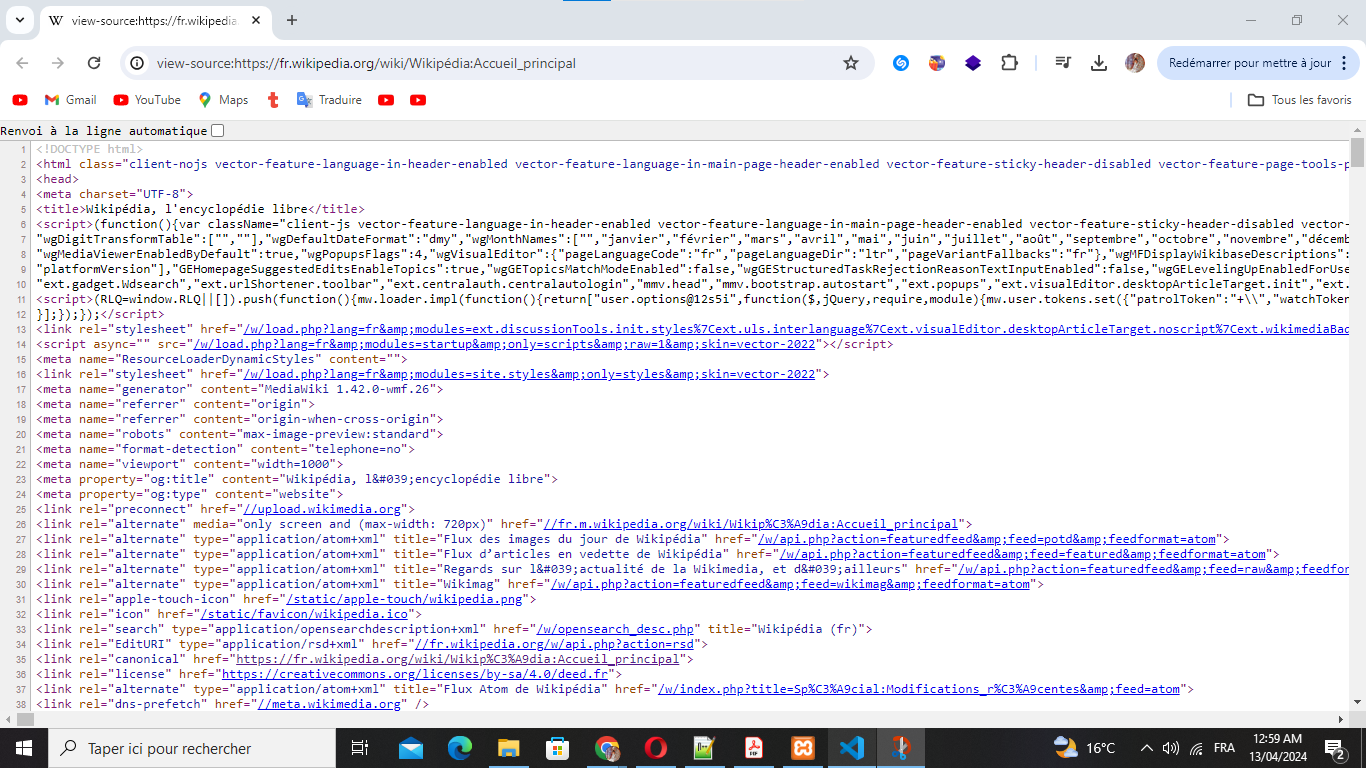 view-source:https://fr.wikipedia
view-source:https://fr.wikipedia.org/wiki/Wikipédia:Accueil_principal
Redémarrer pour mettre à jour
Gmail YouTube Maps Traduire Tous les favoris
Renvoi à la ligne automatique
1 <!DOCTYPE html>
2 <html class="client-nojs vector-feature-language-in-header-enabled vector-feature-language-in-main-page-header-enabled vector-feature-sticky-header-disabled vector-feature-page-tools-p
3 <head>
4 <meta charset="UTF-8">
5 <title>Wikipédia, l'encyclopédie libre</title>
6 <script>(function(){var className="client-js vector-feature-language-in-header-enabled vector-feature-language-in-main-page-header-enabled vector-feature-sticky-header-disabled vector-
7 "wgDigitTransformTable":["",""],"wgDefaultDateFormat":"dmy","wgMonthNames":["","janvier","février","mars","avril","mai","juin","juillet","août","septembre","octobre","novembre","décemb
8 "wgMediaViewerEnabledByDefault":true,"wgPopupsFlags":4,"wgVisualEditor":{"pageLanguageCode":"fr","pageLanguageDir":"ltr","pageVariantFallbacks":"fr"},"wgMFDisplayWikibaseDescriptions":
9 "platformVersion"],"GEHomepageSuggestedEditsEnableTopics":true,"wgGETopicsMatchModeEnabled":false,"wgGEStructuredTaskRejectionReasonTextInputEnabled":false,"wgGELevelingUpEnabledForUse
10 "ext.gadget.Wdsearch","ext.urlShortener.toolbar","ext.centralauth.centralautologin","mmv.head","mmv.bootstrap.autostart","ext.popups","ext.visualEditor.desktopArticleTarget.init","ext.
11 <script>(RLQ=window.RLQ||[]).push(function(){mw.loader.impl(function(){return["user.options@12s5i",function($,jQuery,require,module){mw.user.tokens.set({"patrolToken":"+\\","watchToken
12 }];});});</script>
13 <link rel="stylesheet" href="/w/load.php?lang=fr&amp;modules=ext.discussionTools.init.styles%7Cext.uls.interlanguage%7Cext.visualEditor.desktopArticleTarget.noscript%7Cext.wikimediaBad
14 <script async="" src="/w/load.php?lang=fr&amp;modules=startup&amp;only=scripts&amp;raw=1&amp;skin=vector-2022"></script>
15 <meta name="ResourceLoaderDynamicStyles" content="">
16 <link rel="stylesheet" href="/w/load.php?lang=fr&amp;modules=site.styles&amp;only=styles&amp;skin=vector-2022">
17 <meta name="generator" content="MediaWiki 1.42.0-wmf.26">
18 <meta name="referrer" content="origin">
19 <meta name="referrer" content="origin-when-cross-origin">
20 <meta name="robots" content="max-image-preview:standard">
21 <meta name="format-detection" content="telephone=no">
22 <meta name="viewport" content="width=1000">
23 <meta property="og:title" content="Wikipédia, l&#039;encyclopédie libre">
24 <meta property="og:type" content="website">
25 <link rel="preconnect" href="//upload.wikimedia.org">
26 <link rel="alternate" media="only screen and (max-width: 720px)" href="//fr.m.wikipedia.org/wiki/Wikip%C3%A9dia:Accueil_principal">
27 <link rel="alternate" type="application/atom+xml" title="Flux des images du jour de Wikipédia" href="/w/api.php?action=featuredfeed&amp;feed=potd&amp;feedformat=atom">
28 <link rel="alternate" type="application/atom+xml" title="Flux d’articles en vedette de Wikipédia" href="/w/api.php?action=featuredfeed&amp;feed=featured&amp;feedformat=atom">
29 <link rel="alternate" type="application/atom+xml" title="Regards sur l&#039;actualité de la Wikimedia, et d&#039;ailleurs" href="/w/api.php?action=featuredfeed&amp;feed=raw&amp;feedfor
30 <link rel="alternate" type="application/atom+xml" title="Wikimag" href="/w/api.php?action=featuredfeed&amp;feed=wikimag&amp;feedformat=atom">
31 <link rel="apple-touch-icon" href="/static/apple-touch/wikipedia.png">
32 <link rel="icon" href="/static/favicon/wikipedia.ico">
33 <link rel="search" type="application/opensearchdescription+xml" href="/w/opensearch_desc.php" title="Wikipédia (fr)">
34 <link rel="EditURI" type="application/rsd+xml" href="//fr.wikipedia.org/w/api.php?action=rsd">
35 <link rel="canonical" href="https://fr.wikipedia.org/wiki/Wikip%C3%A9dia:Accueil_principal">
36 <link rel="license" href="https://creativecommons.org/licenses/by-sa/4.0/deed.fr">
37 <link rel="alternate" type="application/atom+xml" title="Flux Atom de Wikipédia" href="/w/index.php?title=Sp%C3%A9cial:Modifications_r%C3%A9centes&amp;feed=atom">
38 <link rel="dns-prefetch" href="//meta.wikimedia.org" />
Taper ici pour rechercher
16°C
FRA
12:59 AM
13/04/2024
2